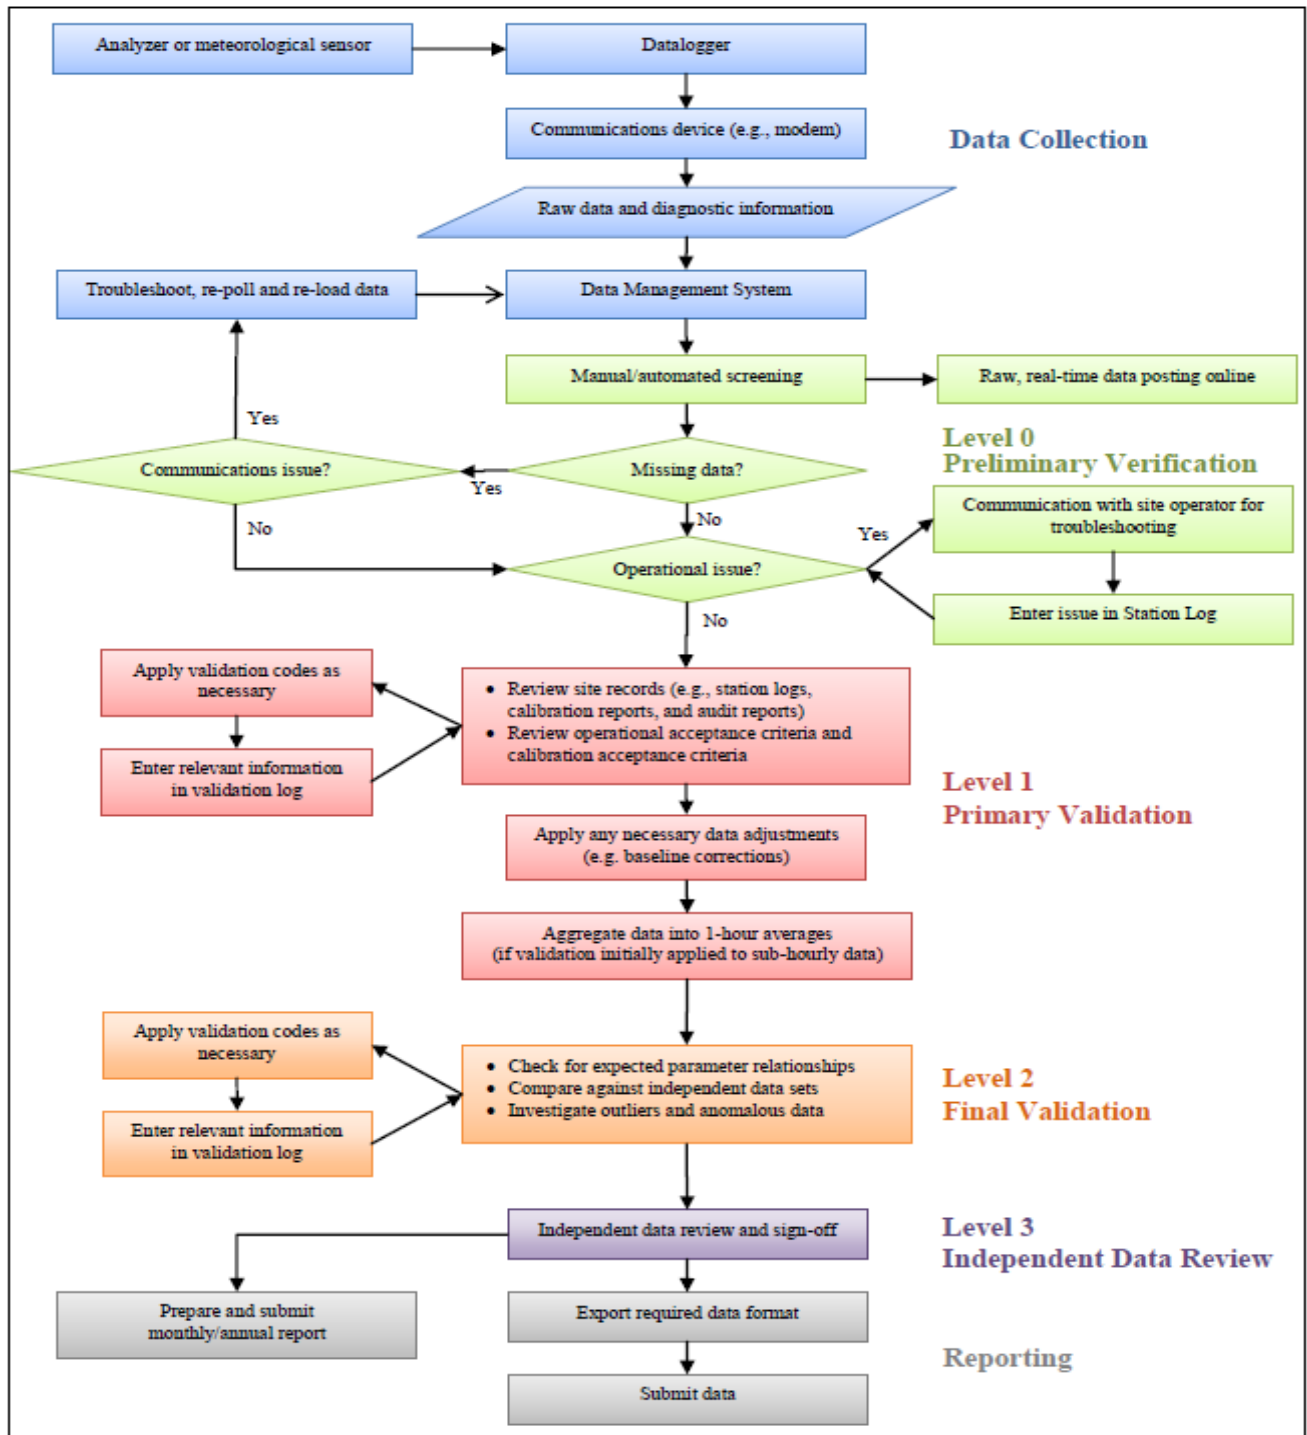 Analyzer or meteorological sensor
Datalogger
Communications device (e.g., modem)
Data Collection
Raw data and diagnostic information
Troubleshoot, re-poll and re-load data
Data Management System
Manual/automated screening
Raw, real-time data posting online
Yes
Level 0
Preliminary Verification
Communications issue?
Missing data?
Yes
No
No
Communication with site operator for
troubleshooting
Yes
Operational issue?
Enter issue in Station Log
No
Apply validation codes as
necessary
• Review site records (e.g., station logs,
calibration reports, and audit reports)
• Review operational acceptance criteria and
calibration acceptance criteria
Enter relevant information
in validation log
Level 1
Primary Validation
Apply any necessary data adjustments
(e.g. baseline corrections)
Aggregate data into 1-hour averages
(if validation initially applied to sub-hourly data)
Apply validation codes as
necessary
• Check for expected parameter relationships
• Compare against independent data sets
• Investigate outliers and anomalous data
Level 2
Final Validation
Enter relevant information
in validation log
Independent data review and sign-off
Level 3
Independent Data Review
Prepare and submit
monthly/annual report
Export required data format
Reporting
Submit data